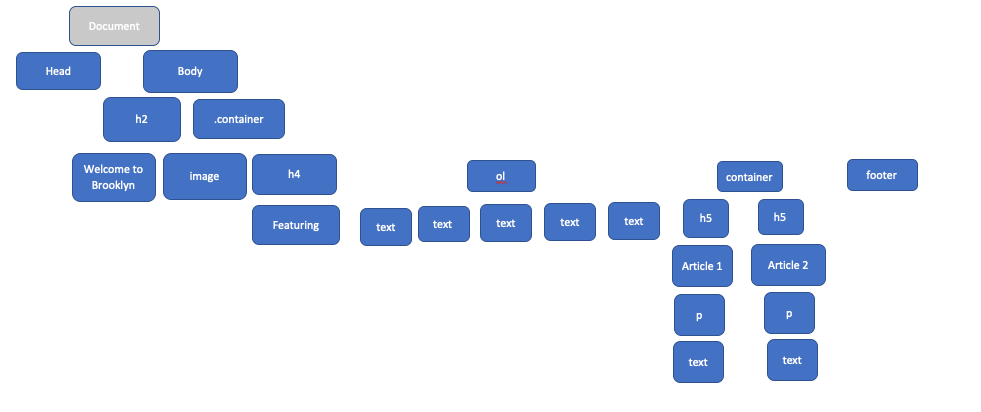 Document
Head
Body
h2
.container
Welcome to
Brooklyn
image
h4
ol
container
footer
Featuring
text
text
text
text
text
h5
h5
Article 1
Article 2
p
p
text
text